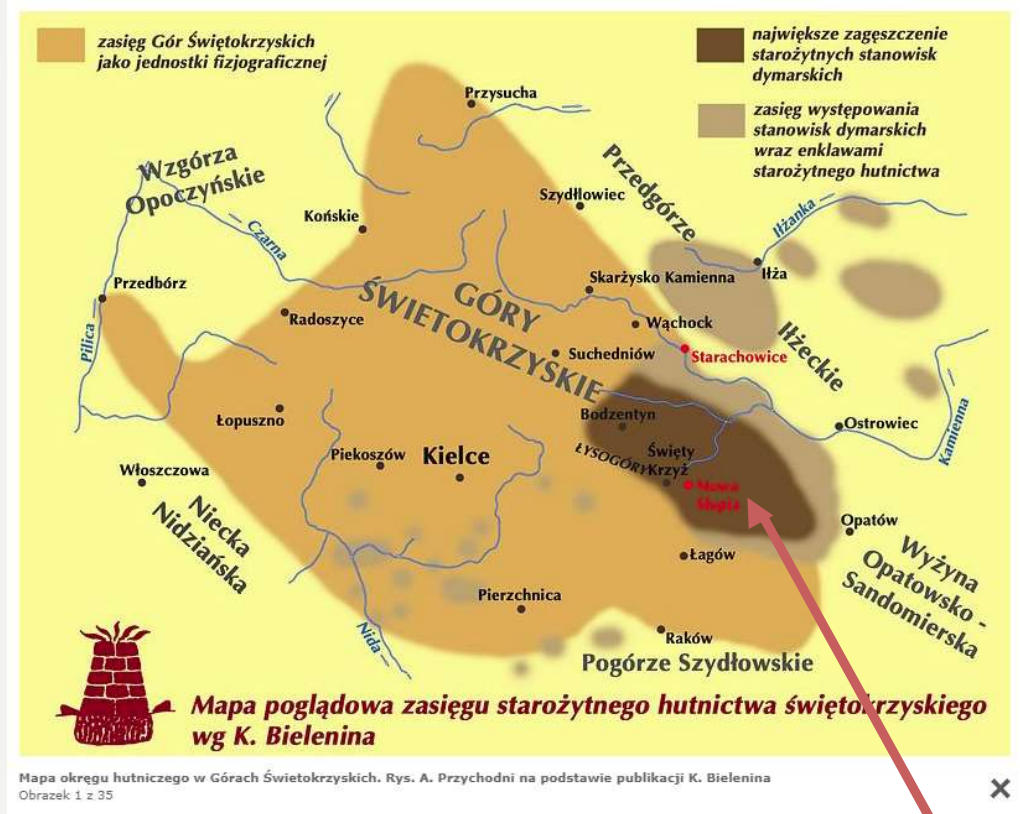 zasięg Gór Świętokrzyskich
jako jednostki fizjograficznej
największe zagęszczenie
starożytnych stanowisk
dymarskich
zasięg występowania
stanowisk dymarskich
wraz enklawami
starożytnego hutnictwa
Przysucha
Wzgórza
Opoczyńskie
Przedgórze
Iłżeckie
Szydłłowiec
Końskie
Czarna
Iłżanka
Iłża
Przedbórz
Skarżysko Kamienna
GÓRY
ŚWIETOKRZYSKIE
Radoszyce
Wąchock
Pilica
Suchedniów
Starachowice
Łopuszno
Bodzentyn
Ostrowiec
Kamienna
Piekoszów
Kielce
ŁYSOGÓRY
Święty
Krzyż
Włoszczowa
Nowa
Słupia
Niecka
Nidziańska
Opatów
Wyżyna
Opatowsko -
Sandomierska
Łagów
Pierzchnica
Nida
Raków
Pogórze Szydłowskie
Mapa poglądowa zasięgu starożytnego hutnictwa świętokrzyskiego
wg K. Bielenina
Mapa okręgu hutniczego w Górach Świetokrzyskich. Rys. A. Przychodni na podstawie publikacji K. Bielenina
Obrazek 1 z 35